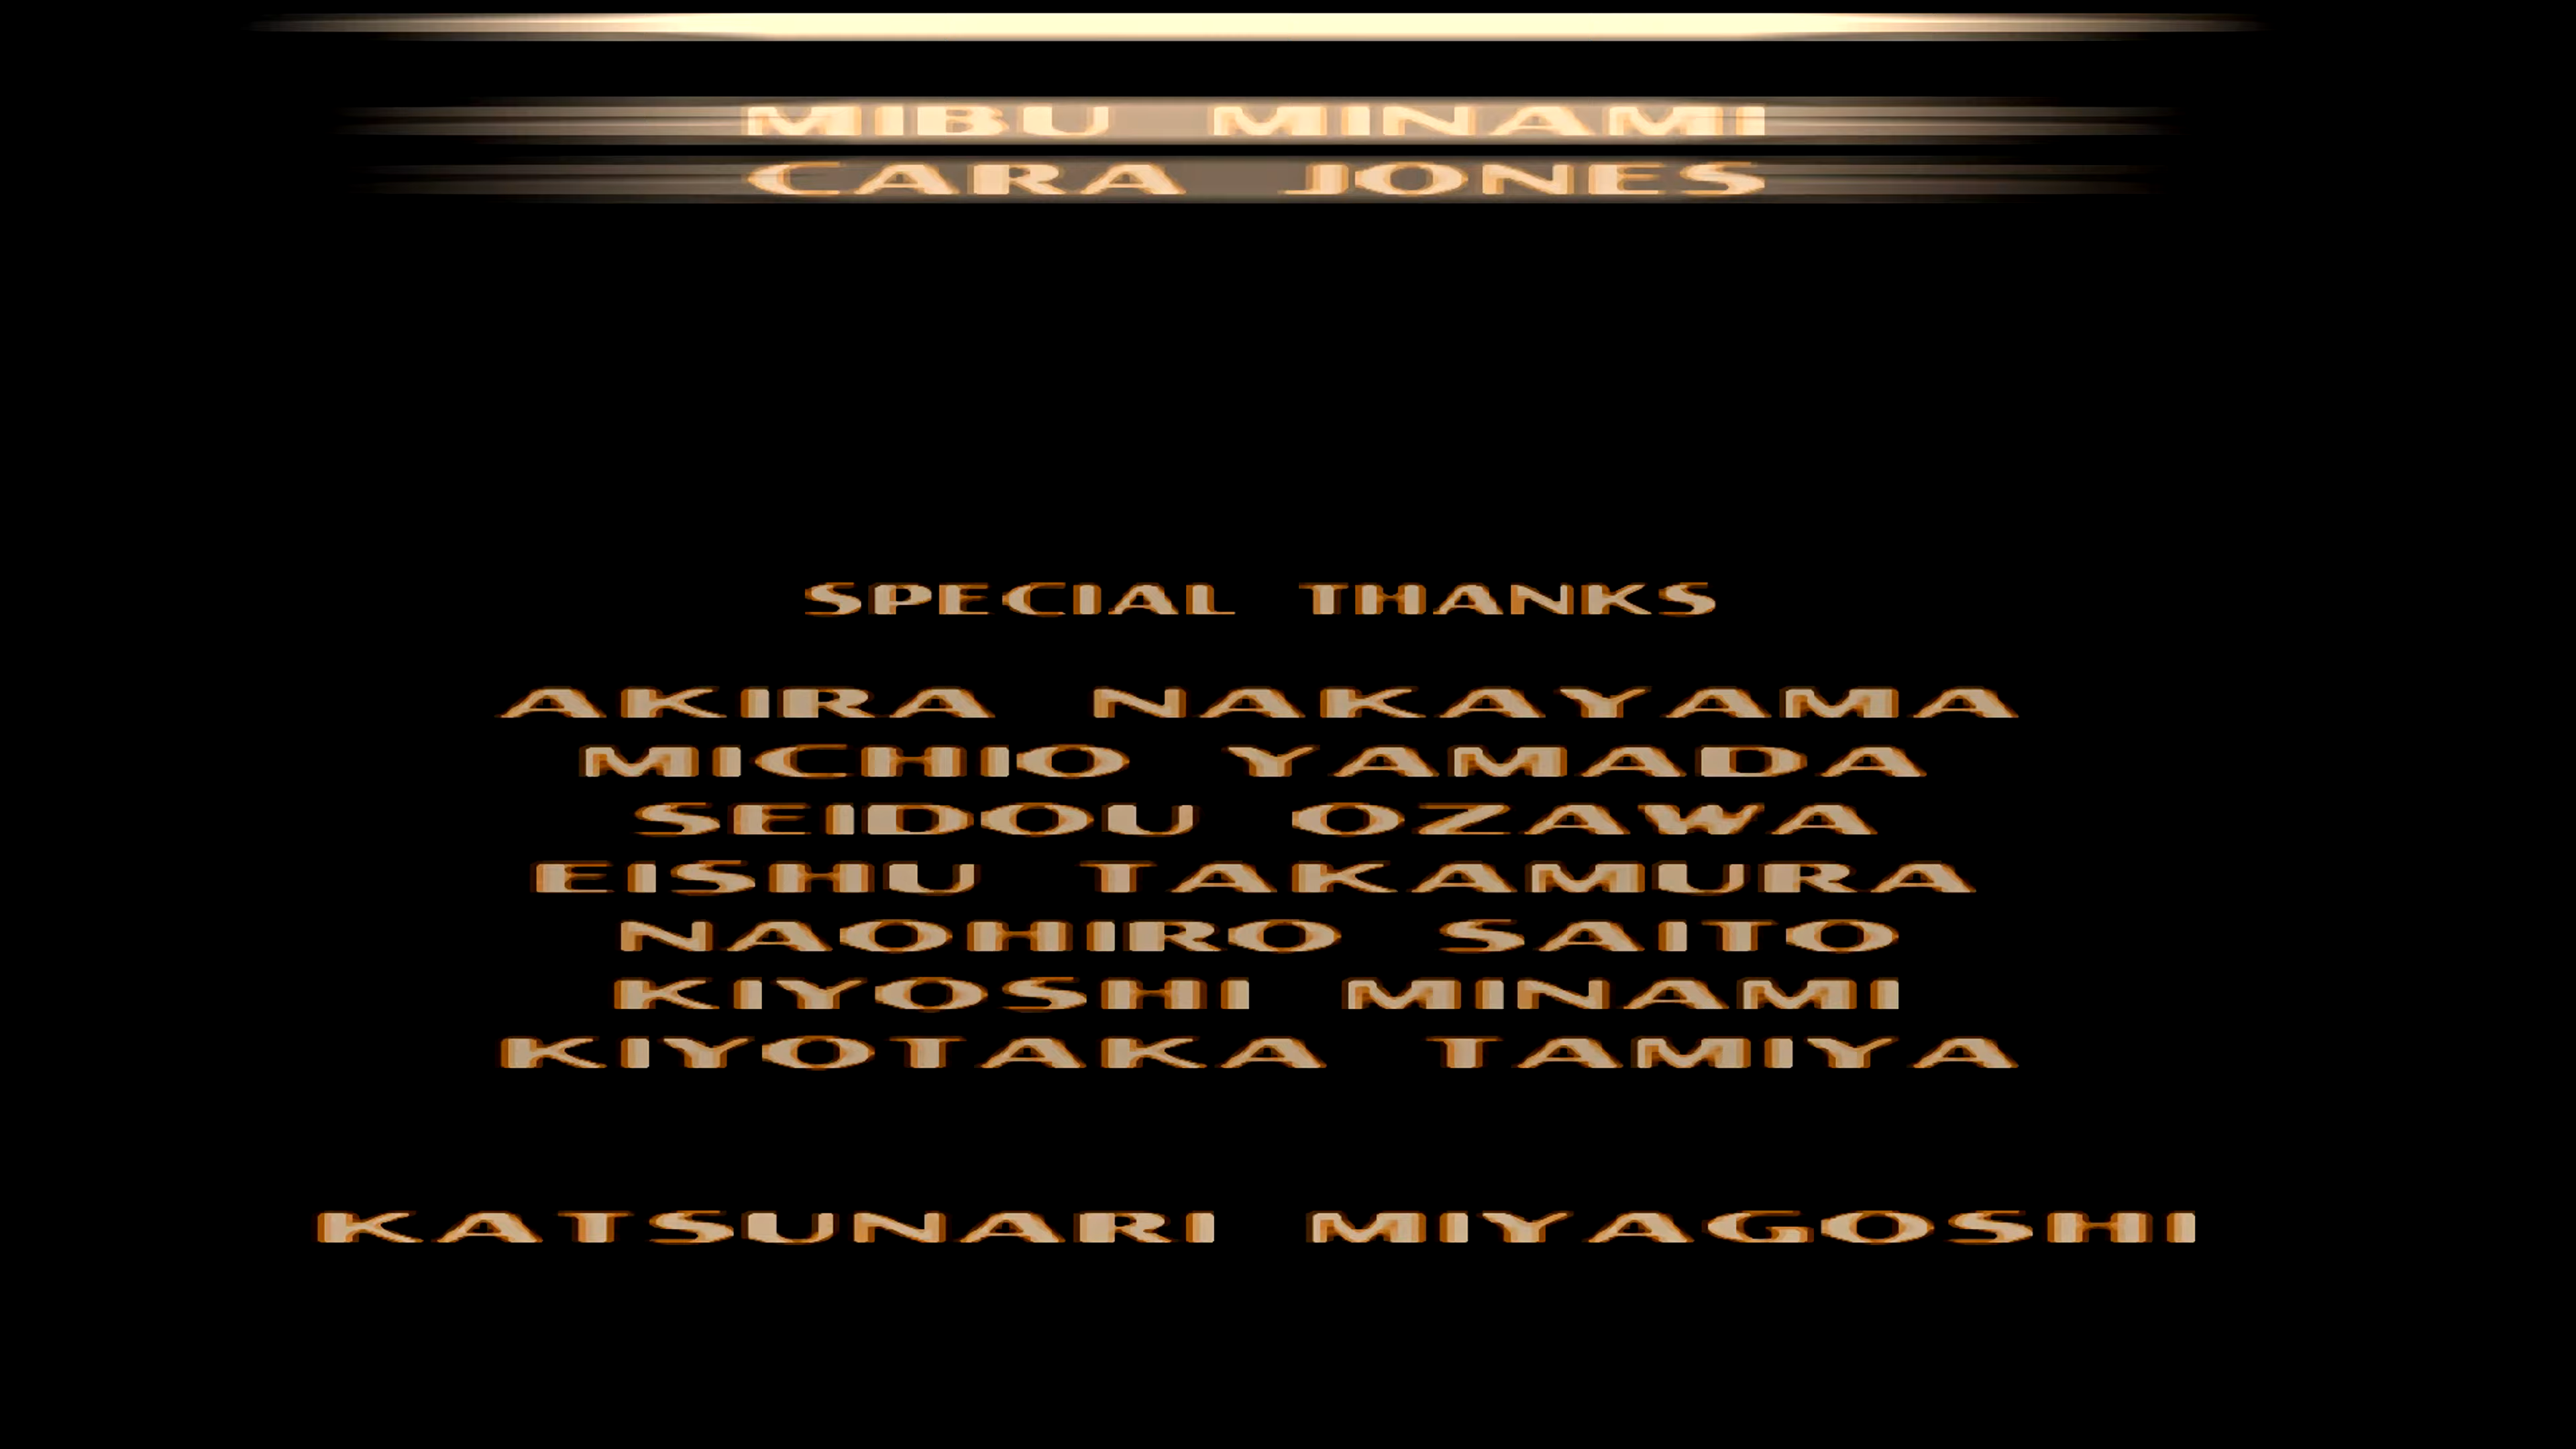 MIBU MINAMI
CARA JONES
SPECIAL THANKS
AKIRA NAKAYAMA
MICHIO YAMADA
SEIDOU OZAWA
EISHU TAKAMURA
NAOHIRO SAITO
KIYOSHI MINAMI
KIYOTAKA TAMIYA
KATSUNARI MIYAGOSHI